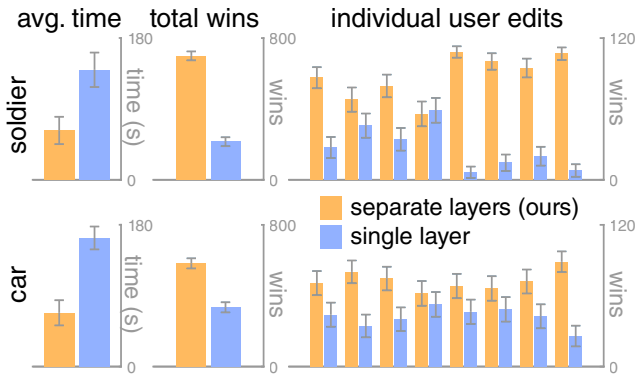 avg. time total wins individual user edits
soldier
180
time (s)
0
800
wins
0
120
wins
0
separate layers (ours)
single layer
car
180
time (s)
0
800
wins
0
120
wins
0